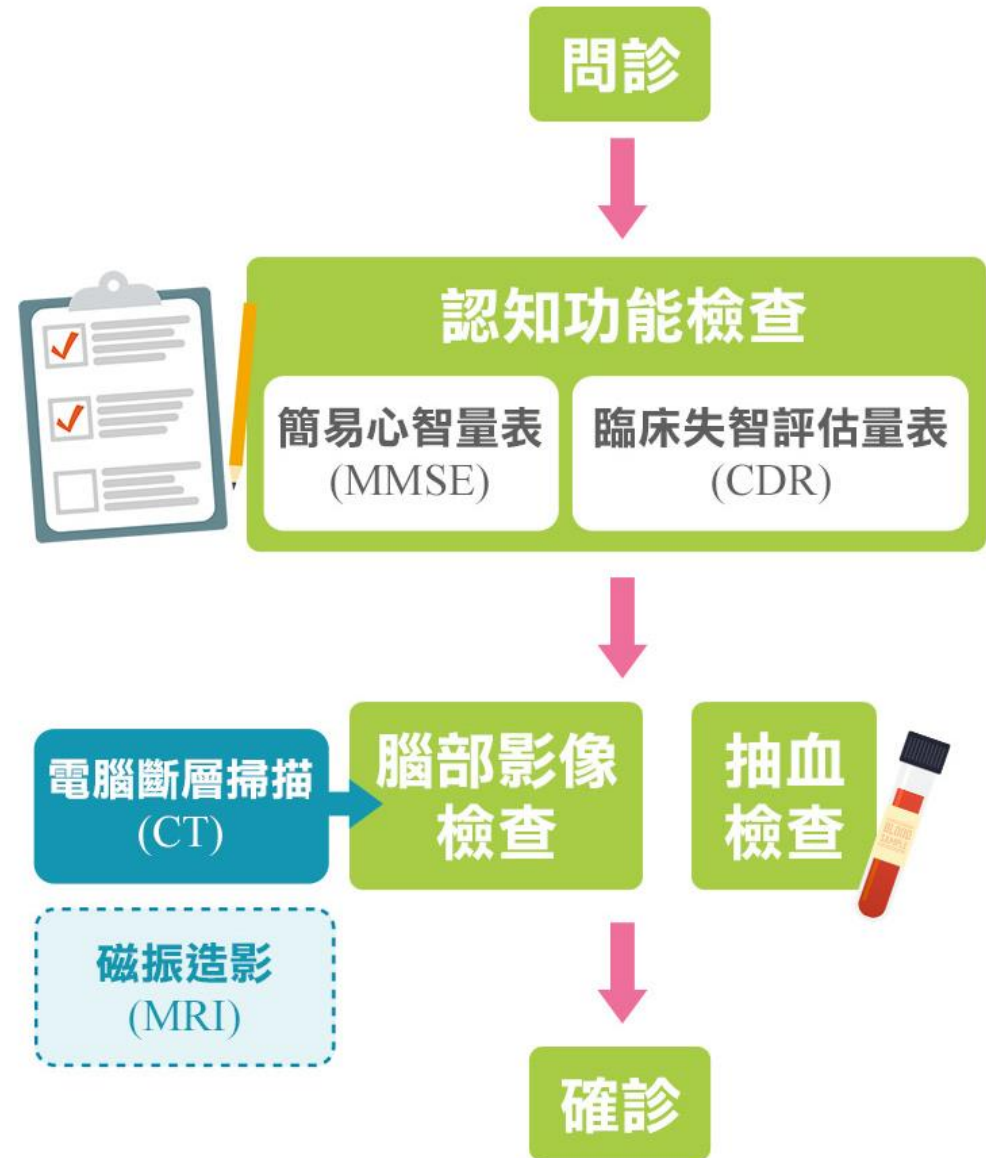 問診
認知功能檢查
簡易心智量表
(MMSE)
臨床失智評估量表
(CDR)
電腦斷層掃描
(CT)
腦部影像
檢查
抽血
檢查
BLOOD
SAMPLE
磁振造影
(MRI)
確診